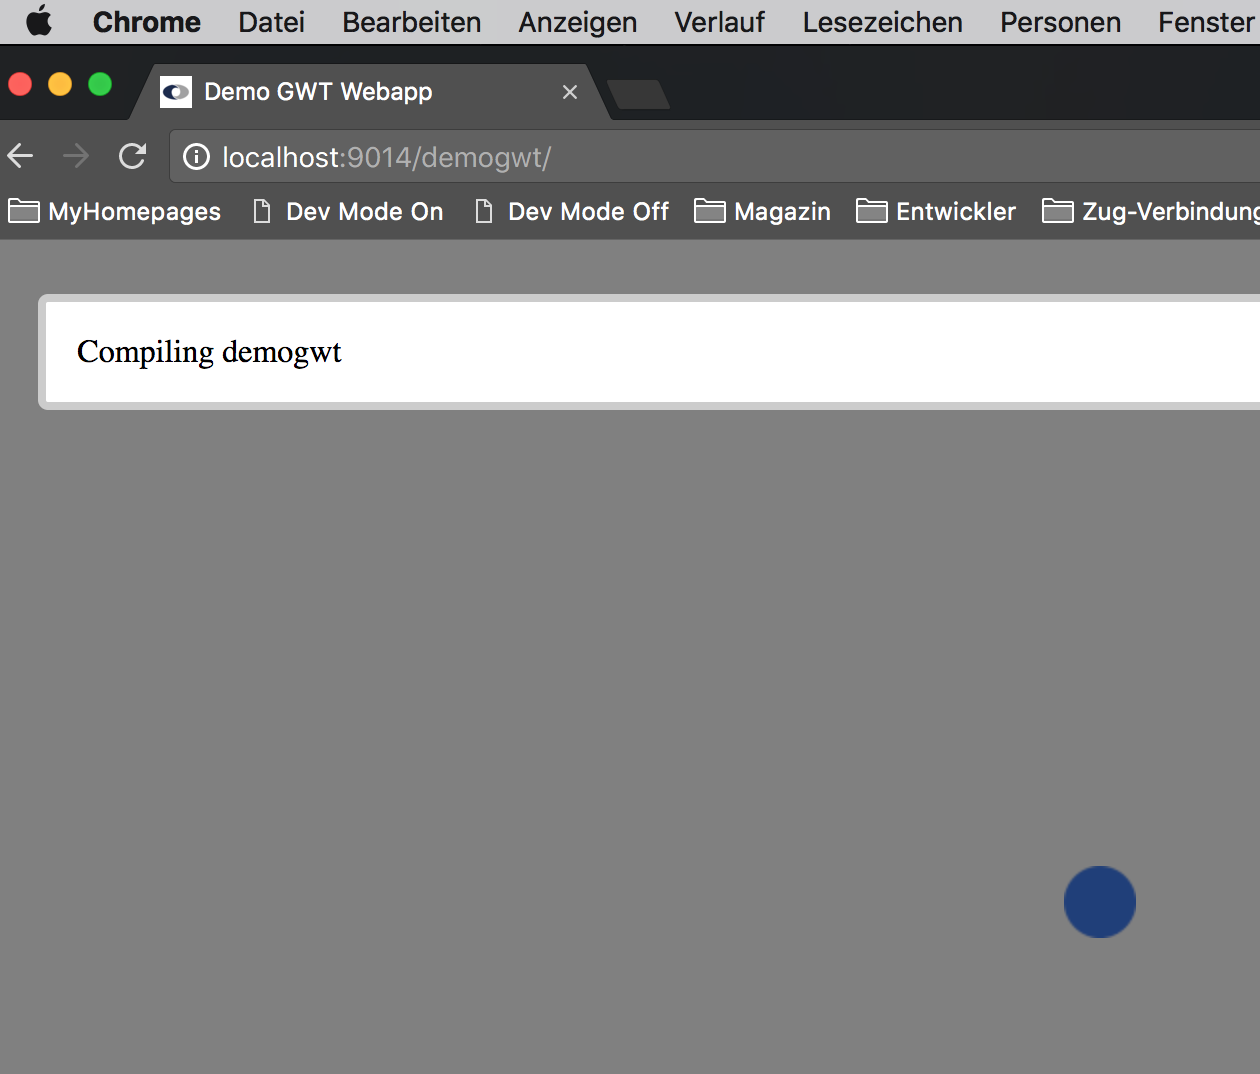 Chrome Datei Bearbeiten Anzeigen Verlauf Lesezeichen Personen Fenster
Demo GWT Webapp
localhost:9014/demogwt/
MyHomepages Dev Mode On Dev Mode Off Magazin Entwickler Zug-Verbindung
Compiling demogwt